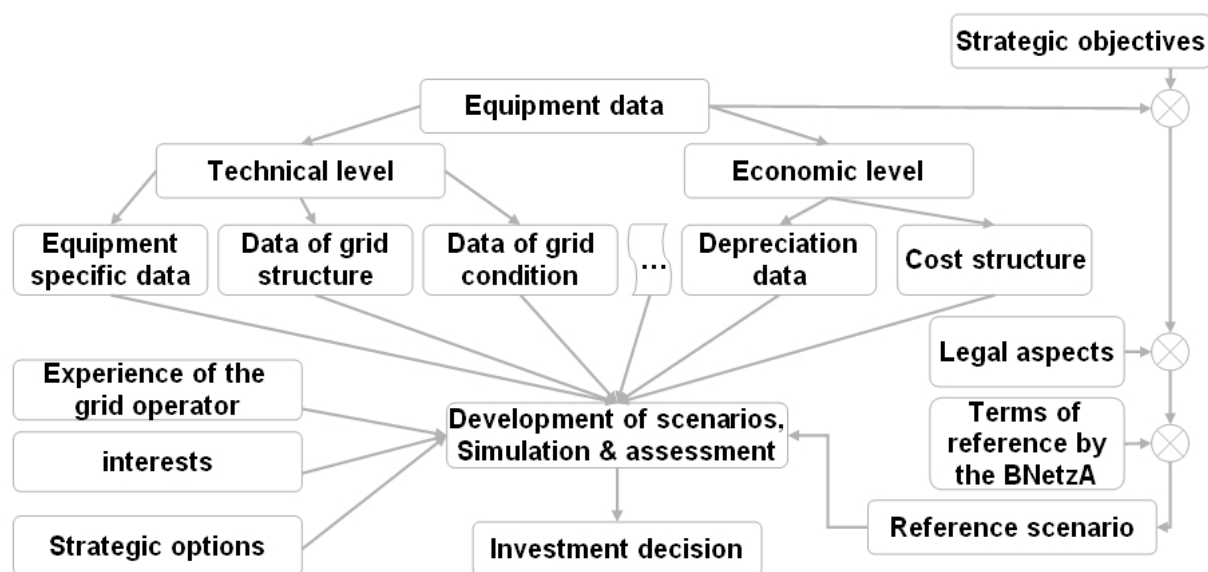 Strategic objectives
Equipment data
Technical level
Economic level
Equipment
specific data
Data of grid
structure
Data of grid
condition
...
Depreciation
data
Cost structure
Legal aspects
Experience of the
grid operator
Development of scenarios,
Simulation & assessment
Terms of
reference by
the BNetzA
interests
Reference scenario
Strategic options
Investment decision